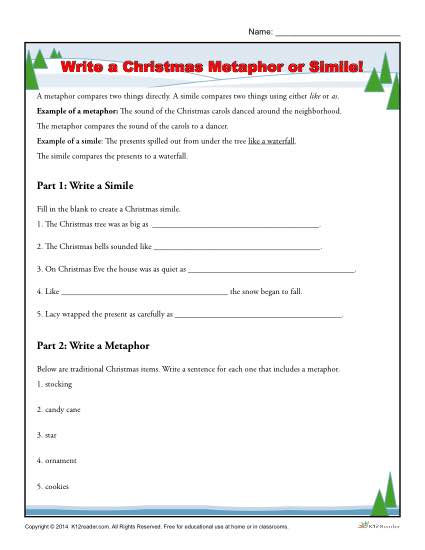 Name: ____________________
Write a Christmas Metaphor or Simile!
A metaphor compares two things directly. A simile compares two things using either like or as.
Example of a metaphor: The sound of the Christmas carols danced around the neighborhood.
The metaphor compares the sound of the carols to a dancer.
Example of a simile: The presents spilled out from under the tree like a waterfall.
The simile compares the presents to a waterfall.
Part 1: Write a Simile
Fill in the blank to create a Christmas simile.
1. The Christmas tree was as big as ____________________.
2. The Christmas bells sounded like ____________________.
3. On Christmas Eve the house was as quiet as ____________________.
4. Like ____________________ the snow began to fall.
5. Lacy wrapped the present as carefully as ____________________.
Part 2: Write a Metaphor
Below are traditional Christmas items. Write a sentence for each one that includes a metaphor.
1. stocking
2. candy cane
3. star
4. ornament
5. cookies
Copyright © 2014 K12reader.com. All Rights Reserved. Free for educational use at home or in classrooms.
K12Reader